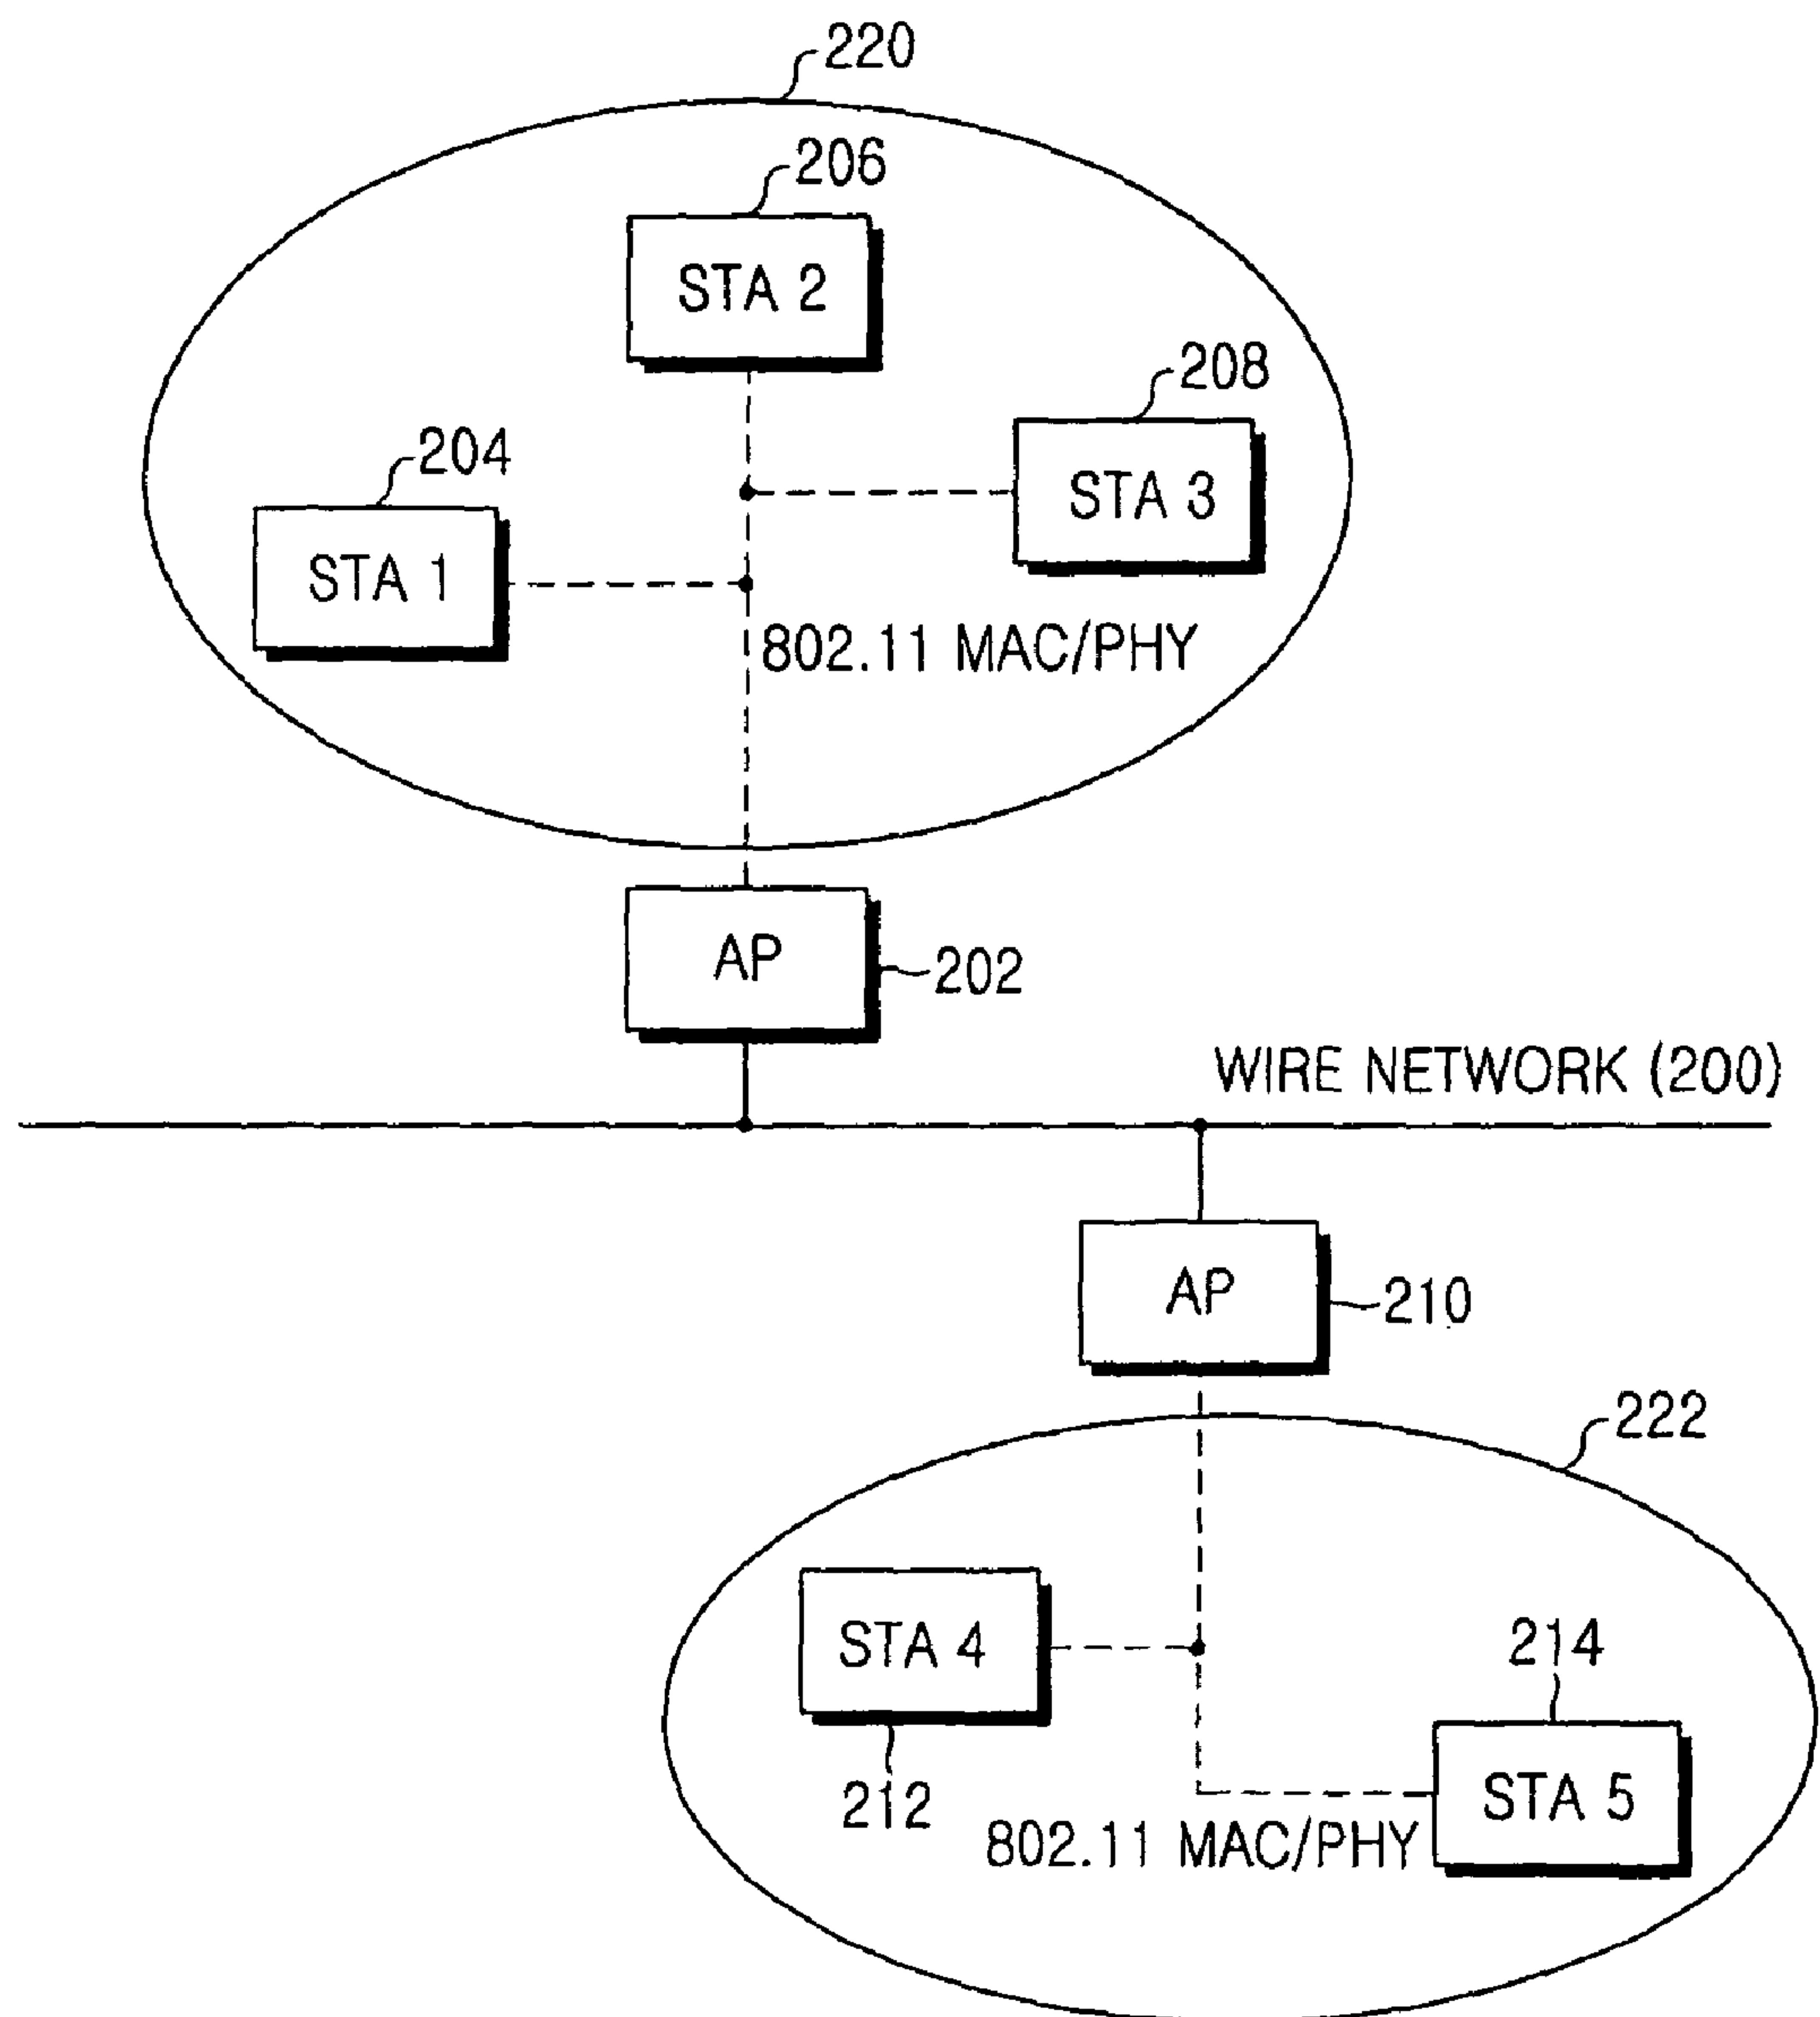 220
206
STA 2
208
STA 3
204
STA 1
802.11 MAC/PHY
AP
202
WIRE NETWORK (200)
AP
210
222
STA 4
214
212
STA 5
802.11 MAC/PHY